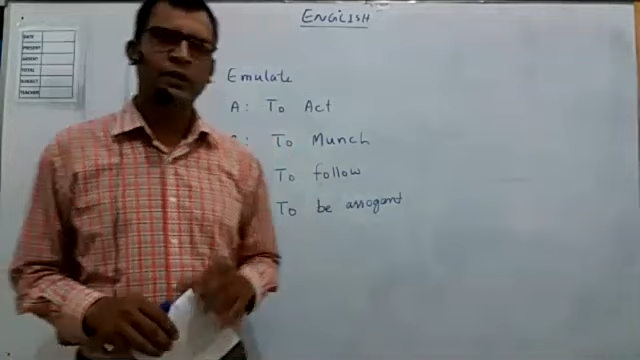 ENGLISH
DATE
PRESENT
ABSENT
TOTAL
SUBJECT
TEACHER
Emulate
A: To Act
: To Munch
To follow
To be arrogant